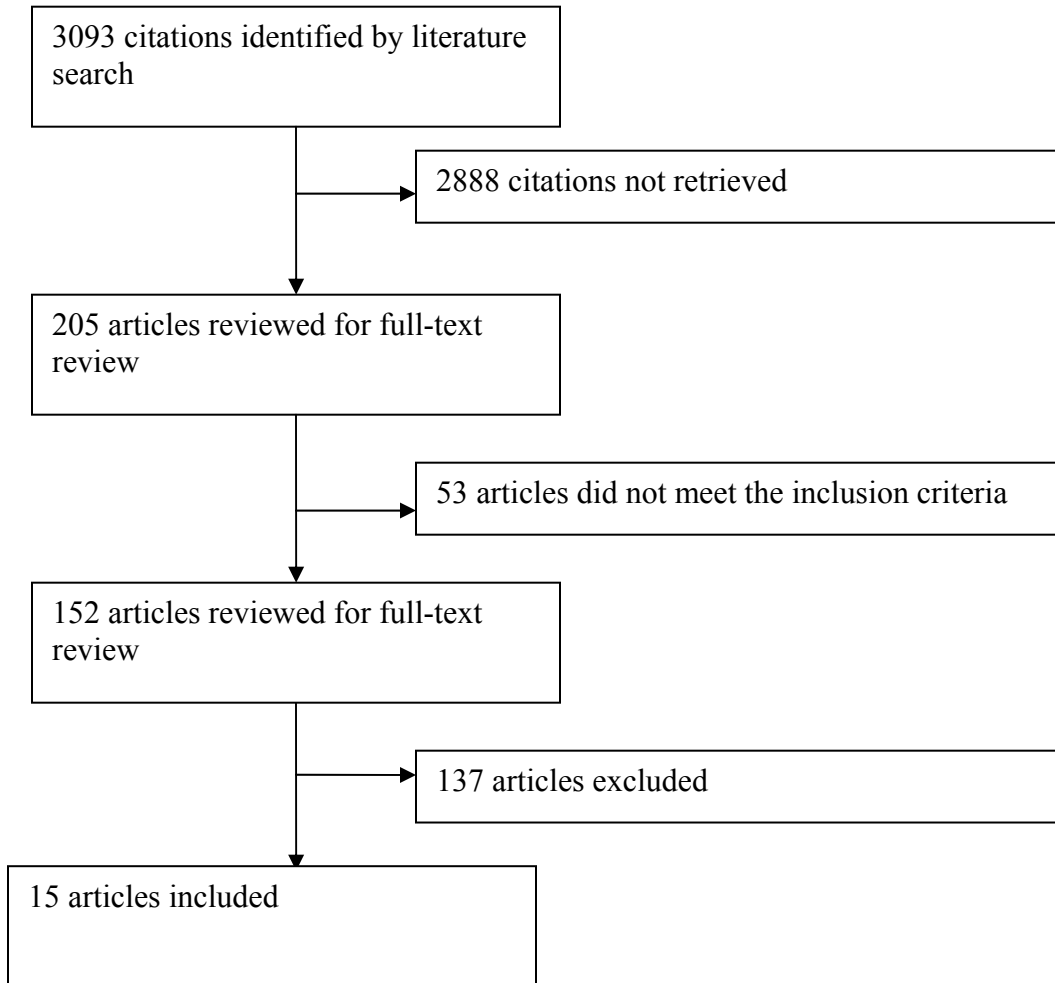 3093 citations identified by literature
search
2888 citations not retrieved
205 articles reviewed for full-text
review
53 articles did not meet the inclusion criteria
152 articles reviewed for full-text
review
137 articles excluded
15 articles included